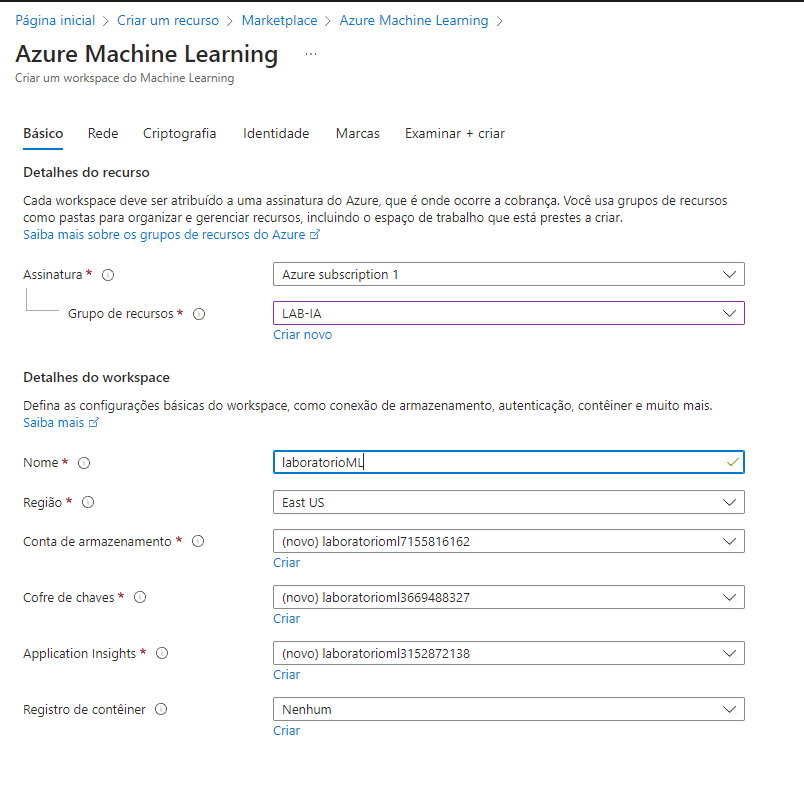 Página inicial > Criar um recurso > Marketplace > Azure Machine Learning >
Azure Machine Learning ...
Criar um workspace do Machine Learning
Básico Rede Criptografia Identidade Marcas Examinar + criar
Detalhes do recurso
Cada workspace deve ser atribuído a uma assinatura do Azure, que é onde ocorre a cobrança. Você usa grupos de recursos
como pastas para organizar e gerenciar recursos, incluindo o espaço de trabalho que está prestes a criar.
Saiba mais sobre os grupos de recursos do Azure
Assinatura * Azure subscription 1
Grupo de recursos * LAB-IA
Criar novo
Detalhes do workspace
Defina as configurações básicas do workspace, como conexão de armazenamento, autenticação, contêiner e muito mais.
Saiba mais
Nome * laboratorioML
Região * East US
Conta de armazenamento * (novo) laboratorioml7155816162
Criar
Cofre de chaves * (novo) laboratorioml3669488327
Criar
Application Insights * (novo) laboratorioml3152872138
Criar
Registro de contêiner Nenhum
Criar